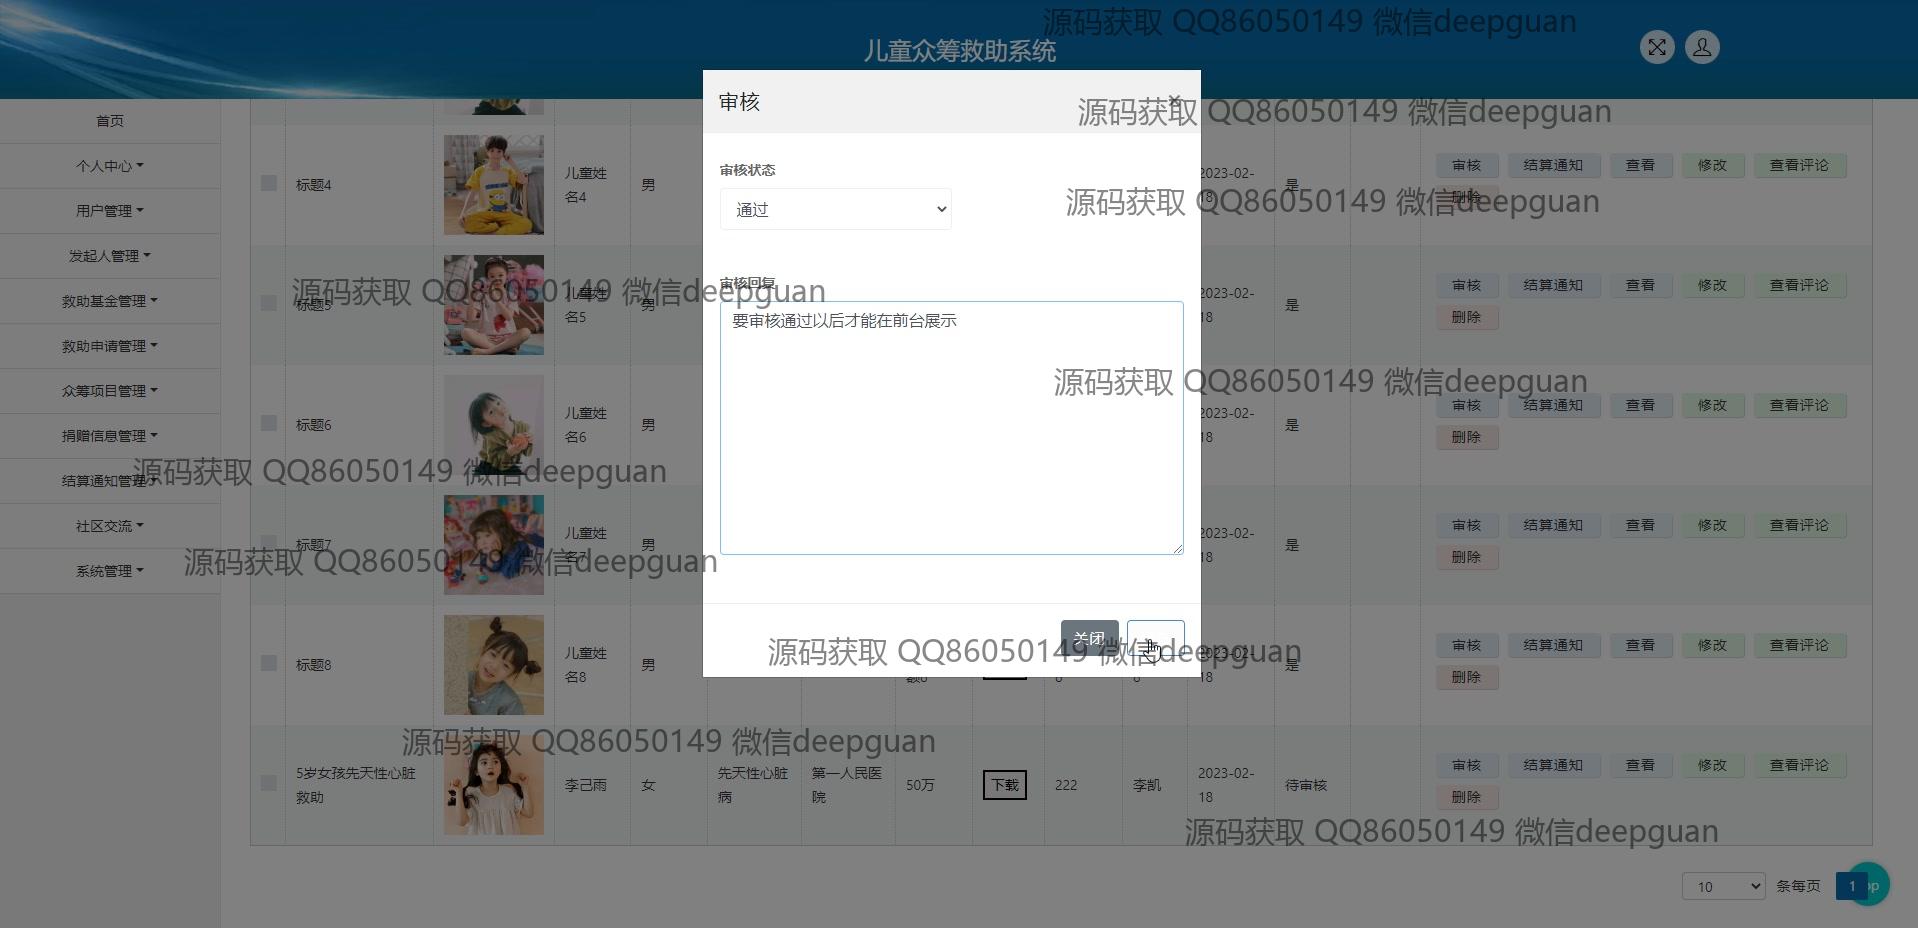 源码获取 QQ86050149 微信deepguan
儿童众筹救助系统
审核
×
源码获取 QQ86050149 微信deepguan
首页
个人中心
用户管理
发起人管理
救助基金管理
救助申请管理
众筹项目管理
捐赠信息管理
结算通知管理
社区交流
系统管理
标题4
儿童姓
名4
男
2023-02-
18
是
审核 结算通知 查看 修改 查看评论
删除
审核状态
通过
源码获取 QQ86050149 微信deepguan
审核回复
源码获取 QQ86050149 微信deepguan
要审核通过以后才能在前台展示
标题5
儿童姓
名5
男
2023-02-
18
是
审核 结算通知 查看 修改 查看评论
删除
源码获取 QQ86050149 微信deepguan
标题6
儿童姓
名6
男
2023-02-
18
是
审核 结算通知 查看 修改 查看评论
删除
源码获取 QQ86050149 微信deepguan
标题7
儿童姓
名7
男
2023-02-
18
是
审核 结算通知 查看 修改 查看评论
删除
源码获取 QQ86050149 微信deepguan
关闭
源码获取 QQ86050149 微信deepguan
标题8
儿童姓
名8
男
2023-02-
18
是
审核 结算通知 查看 修改 查看评论
删除
源码获取 QQ86050149 微信deepguan
5岁女孩先天性心脏
救助
李己雨
女
先天性心脏
病
第一人民医
院
50万
下载
222
李凯
2023-02-
18
待审核
审核 结算通知 查看 修改 查看评论
删除
源码获取 QQ86050149 微信deepguan
10 条每页 1